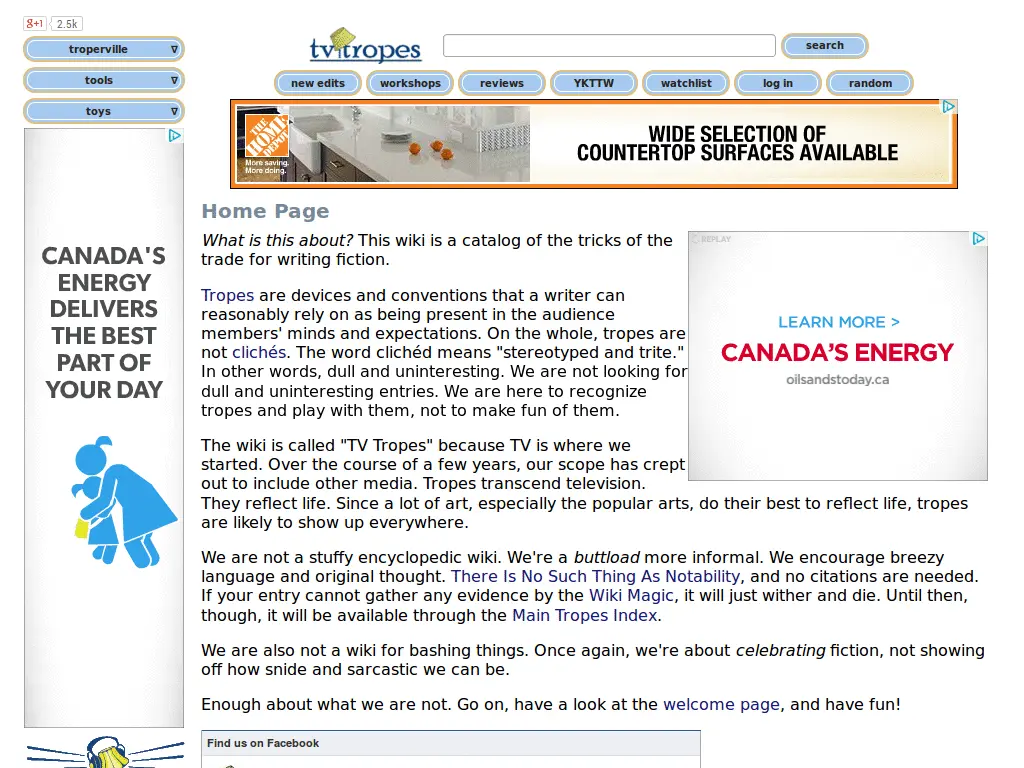 g+1 2.5k
troperville ∇
tools ∇
toys ∇
tv tropes
search
new edits workshops reviews YKTTW watchlist log in random
THE HOME DEPOT
More saving.
More doing.
WIDE SELECTION OF
COUNTERTOP SURFACES AVAILABLE
CANADA'S
ENERGY
DELIVERS
THE BEST
PART OF
YOUR DAY
Home Page
What is this about? This wiki is a catalog of the tricks of the
trade for writing fiction.
REPLAY
LEARN MORE >
CANADA'S ENERGY
oilsandstoday.ca
Tropes are devices and conventions that a writer can
reasonably rely on as being present in the audience
members' minds and expectations. On the whole, tropes are
not clichés. The word clichéd means "stereotyped and trite."
In other words, dull and uninteresting. We are not looking for
dull and uninteresting entries. We are here to recognize
tropes and play with them, not to make fun of them.
The wiki is called "TV Tropes" because TV is where we
started. Over the course of a few years, our scope has crept
out to include other media. Tropes transcend television.
They reflect life. Since a lot of art, especially the popular arts, do their best to reflect life, tropes
are likely to show up everywhere.
We are not a stuffy encyclopedic wiki. We're a buttload more informal. We encourage breezy
language and original thought. There Is No Such Thing As Notability, and no citations are needed.
If your entry cannot gather any evidence by the Wiki Magic, it will just wither and die. Until then,
though, it will be available through the Main Tropes Index.
We are also not a wiki for bashing things. Once again, we're about celebrating fiction, not showing
off how snide and sarcastic we can be.
Enough about what we are not. Go on, have a look at the welcome page, and have fun!
Find us on Facebook